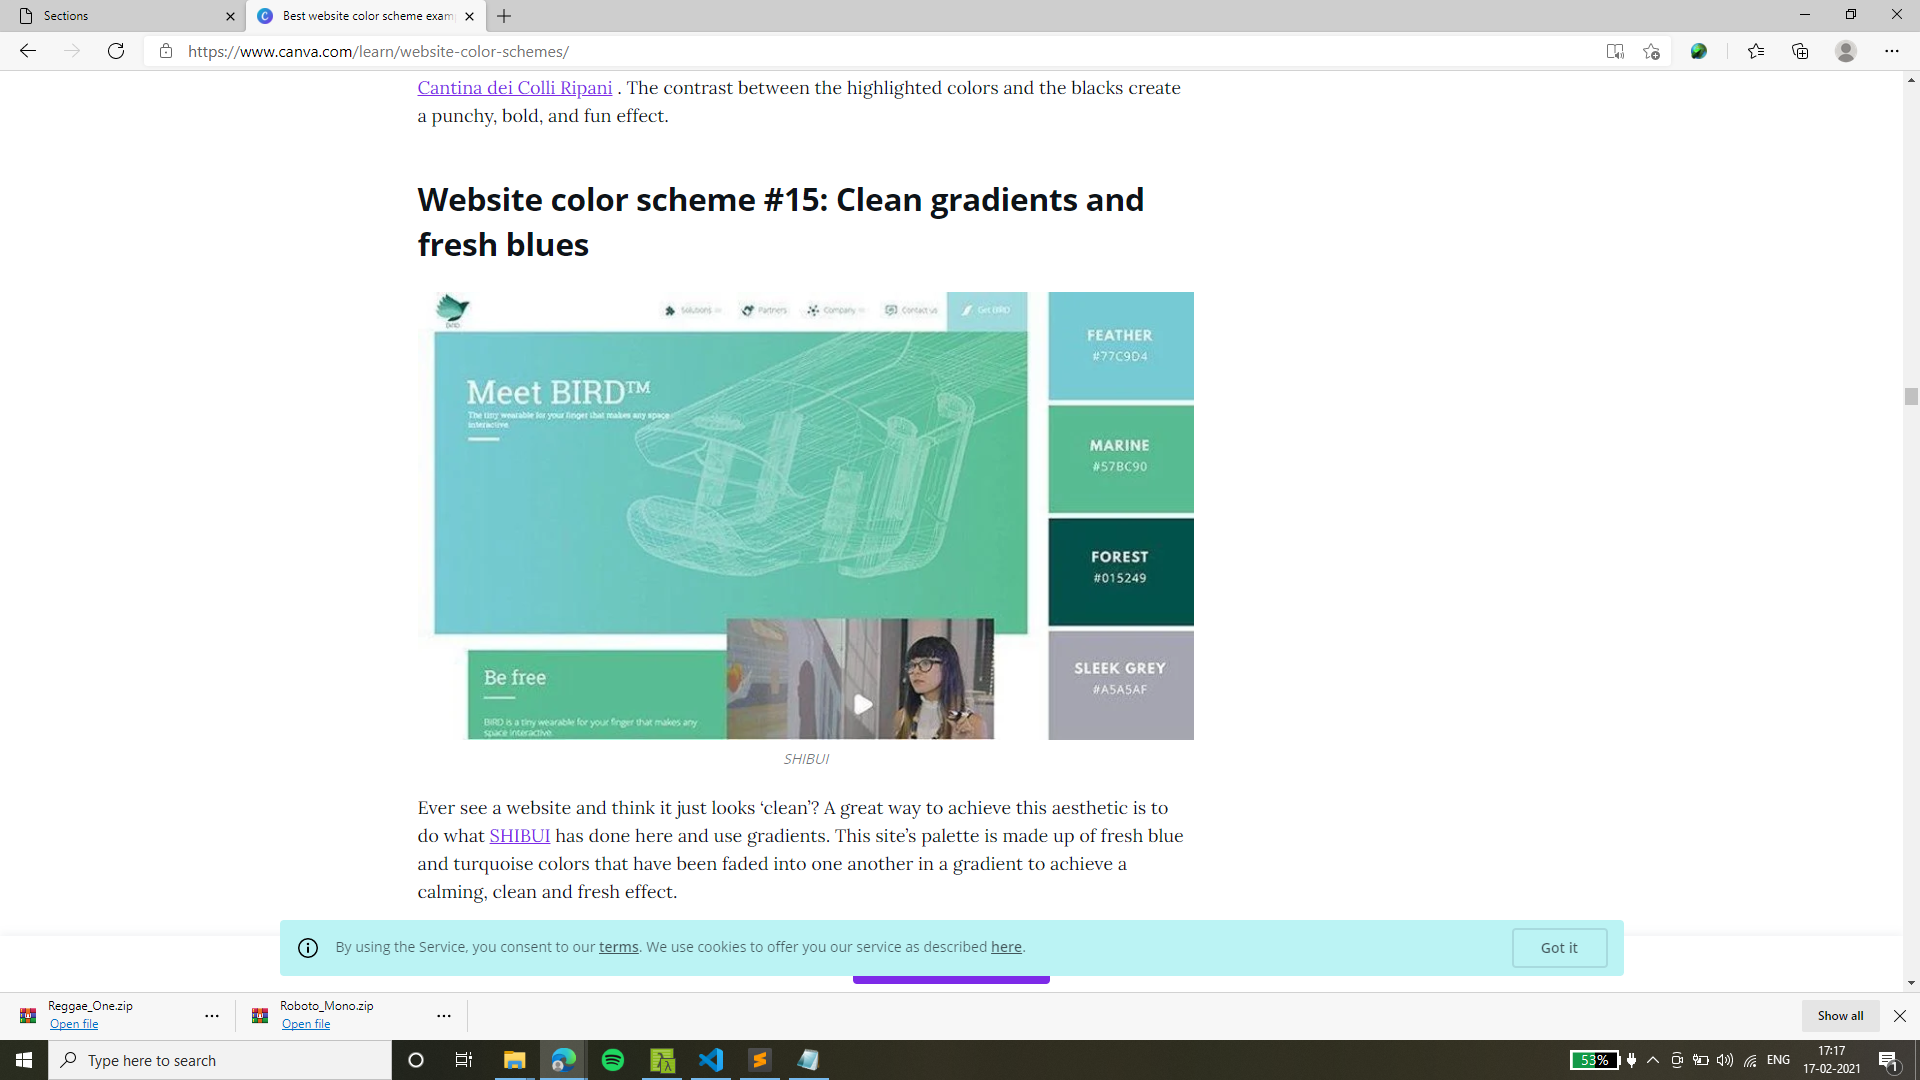 Sections
Best website color scheme exam
https://www.canva.com/learn/website-color-schemes/
Cantina dei Colli Ripani . The contrast between the highlighted colors and the blacks create
a punchy, bold, and fun effect.
Website color scheme #15: Clean gradients and
fresh blues
BIRD
Solutions
Partners
Company
Contact us
Get BIRD
Meet BIRD™
The tiny wearable for your finger that makes any space
interactive
Be free
BIRD is a tiny wearable for your finger that makes any
space interactive.
FEATHER
#77C9D4
MARINE
#57BC90
FOREST
#015249
SLEEK GREY
#A5A5AF
SHIBUI
Ever see a website and think it just looks ‘clean’? A great way to achieve this aesthetic is to
do what SHIBUI has done here and use gradients. This site’s palette is made up of fresh blue
and turquoise colors that have been faded into one another in a gradient to achieve a
calming, clean and fresh effect.
By using the Service, you consent to our terms. We use cookies to offer you our service as described here.
Got it
Reggae_One.zip
Open file
Roboto_Mono.zip
Open file
Show all
Type here to search
53%
ENG
17:17
17-02-2021
1